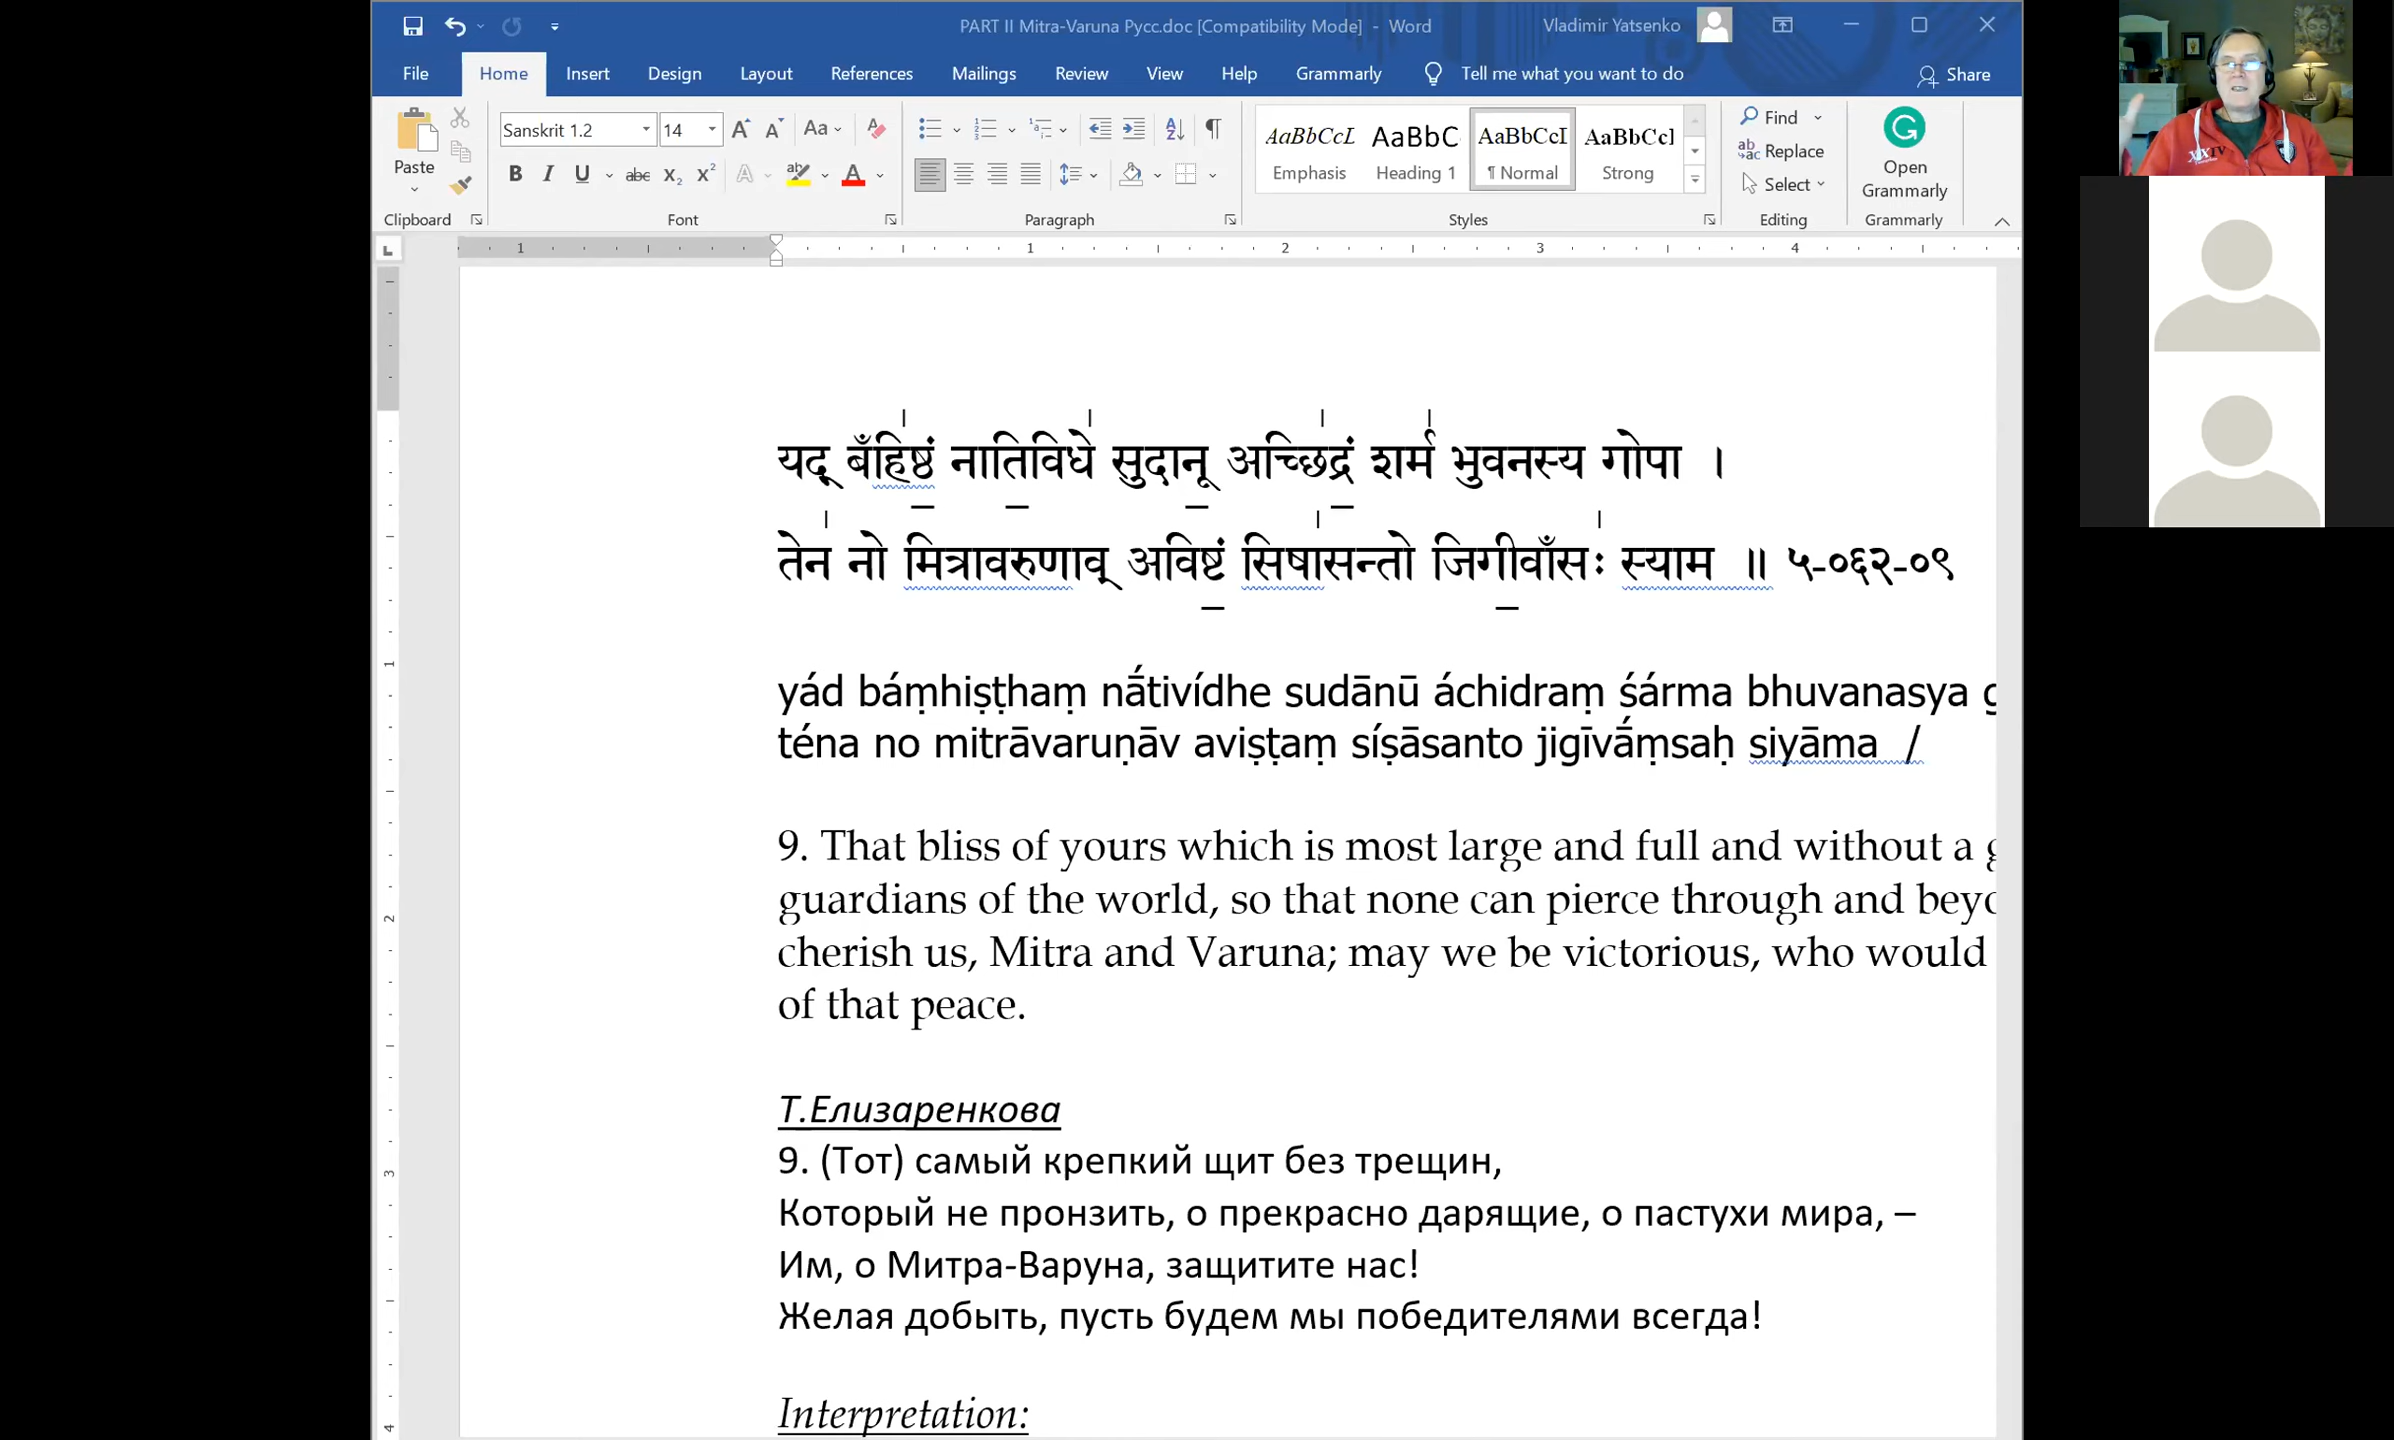 PART II Mitra-Varuna Русс.doc [Compatibility Mode] - Word Vladimir Yatsenko
File Home Insert Design Layout References Mailings Review View Help Grammarly Tell me what you want to do Share
Paste
Clipboard
Sanskrit 1.2 14
Font
Paragraph
AaBbCcL AaBbC AaBbCcI AaBbCc]
Emphasis Heading 1 ¶ Normal Strong
Styles
Find
Replace
Select
Editing
Open
Grammarly
Grammarly
1 1 2 3 4
यद् बँहि॑ष्ठं॒ नाति॒विधे॑ सुदानू॒ अच्छि॑द्रं॒ शर्म॑ भुवनस्य गोपा ।
तेन॑ नो मित्रावरुणाव् अविष्टं॒ सिषा॑सन्तो जिगी॒वाँसः॑ स्याम ॥ ५-०६२-०९
yád báṃhiṣṭhaṃ nā́tivídhe sudānū áchidraṃ śárma bhuvanasya
téna no mitrāvaruṇāv aviṣṭaṃ síṣāsanto jigīvā́ṃsaḥ siyāma /
9. That bliss of yours which is most large and full and without a
guardians of the world, so that none can pierce through and
cherish us, Mitra and Varuna; may we be victorious, who would
of that peace.
Т.Елизаренкова
9. (Тот) самый крепкий щит без трещин,
Который не пронзить, о прекрасно дарящие, о пастухи мира, –
Им, о Митра-Варуна, защитите нас!
Желая добыть, пусть будем мы победителями всегда!
Interpretation: